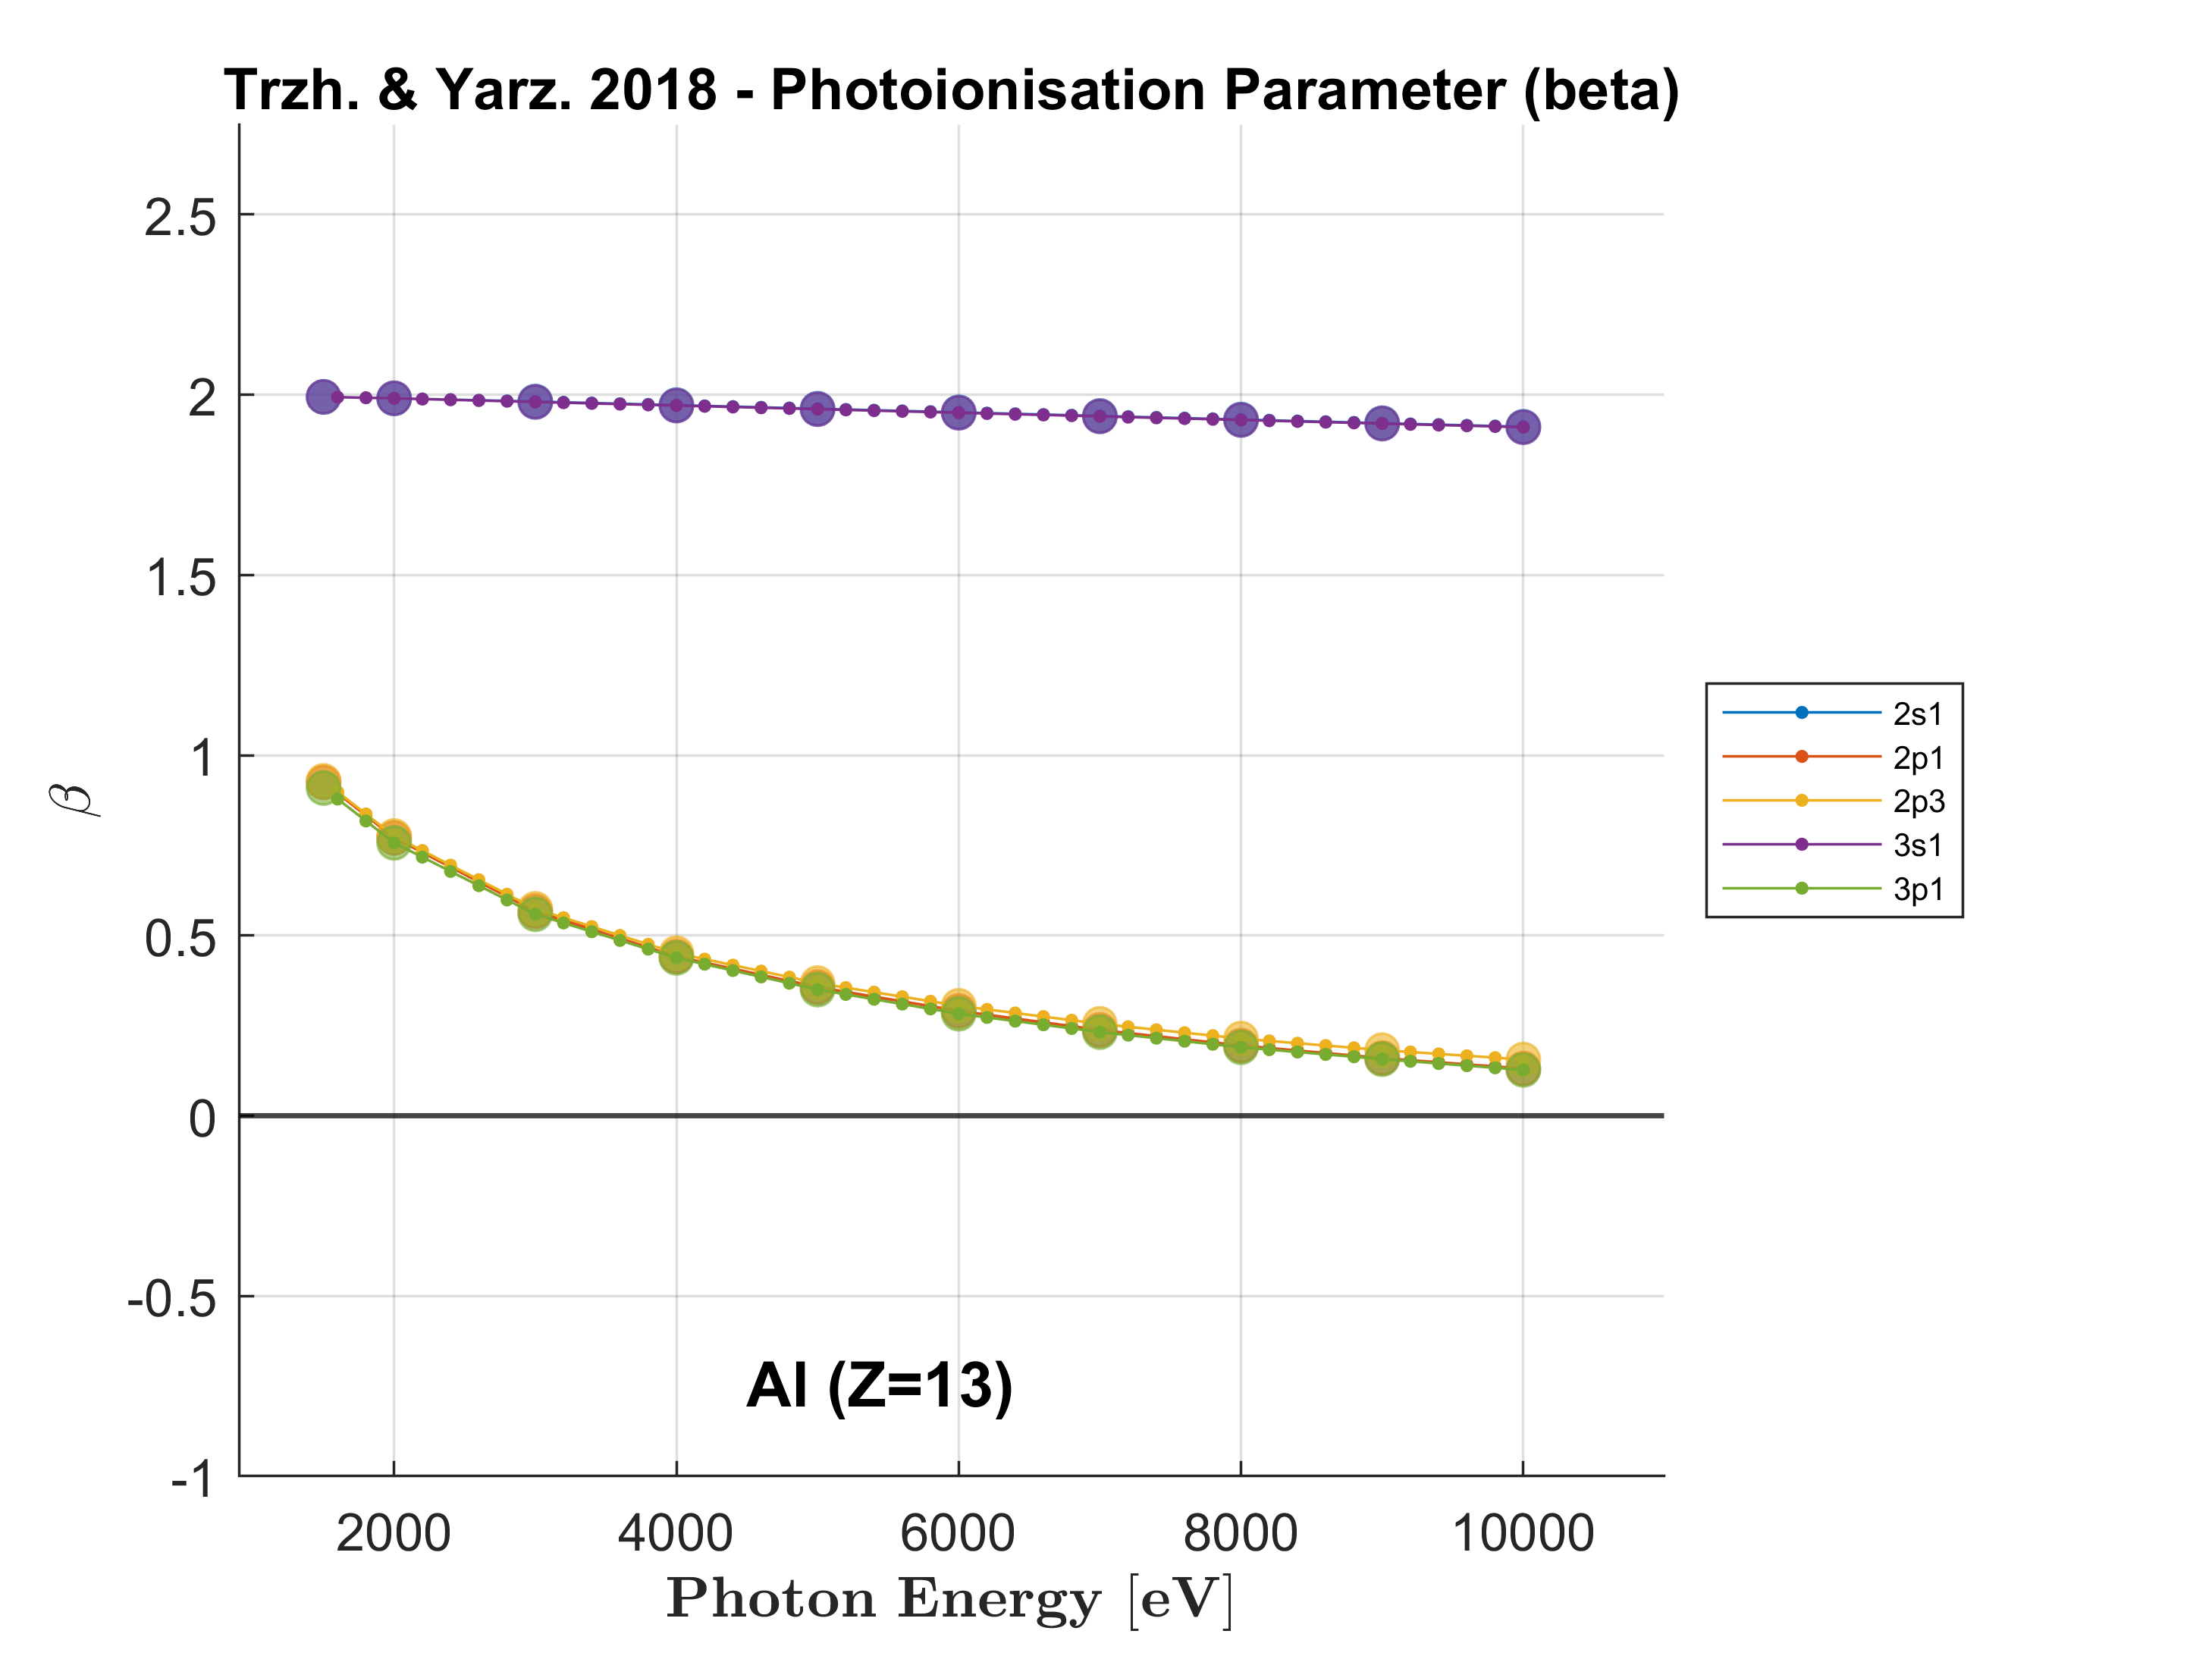 Trzh. & Yarz. 2018 - Photoionisation Parameter (beta)
2.5
2
1.5
1
0.5
0
-0.5
-1
β
2s1
2p1
2p3
3s1
3p1
Al (Z=13)
2000 4000 6000 8000 10000
Photon Energy [eV]